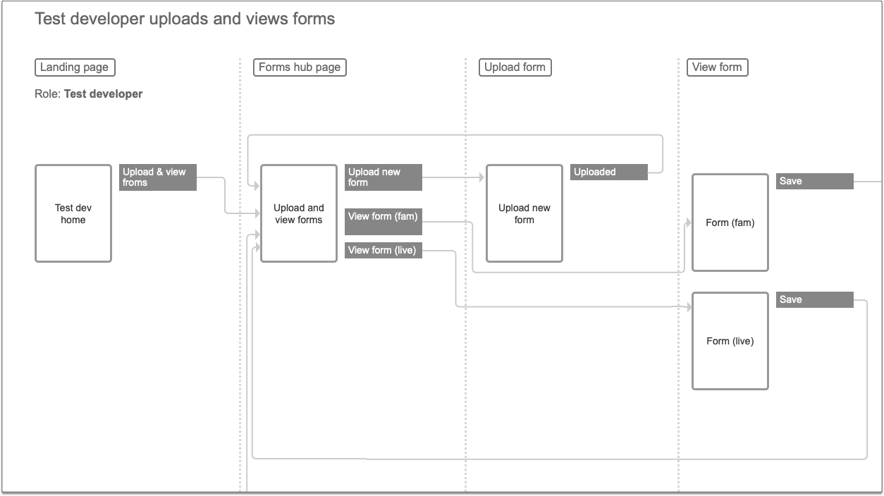 Test developer uploads and views forms
Landing page
Forms hub page
Upload form
View form
Role: Test developer
Test dev
home
Upload & view
froms
Upload and
view forms
Upload new
form
View form (fam)
View form (live)
Upload new
form
Uploaded
Form (fam)
Save
Form (live)
Save